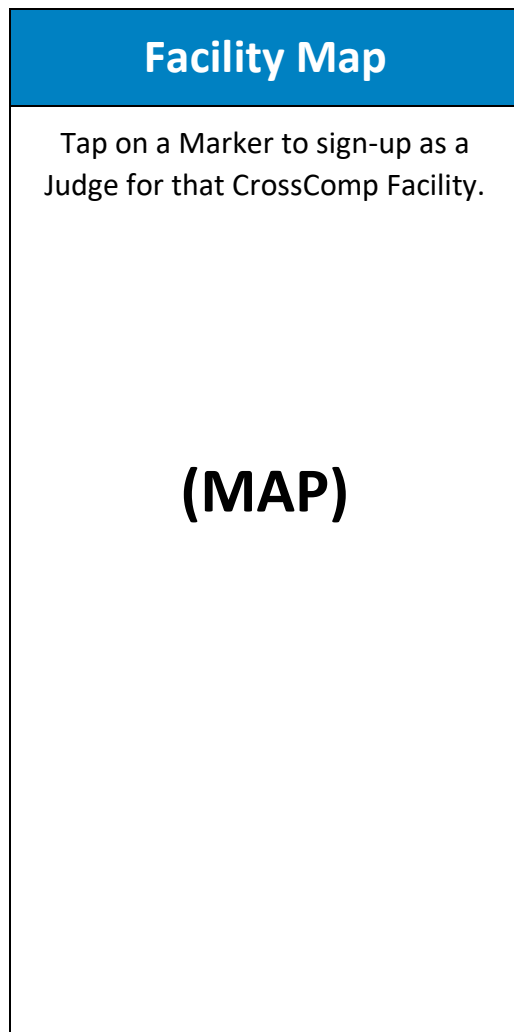 Facility Map
Tap on a Marker to sign-up as a
Judge for that CrossComp Facility.
(MAP)